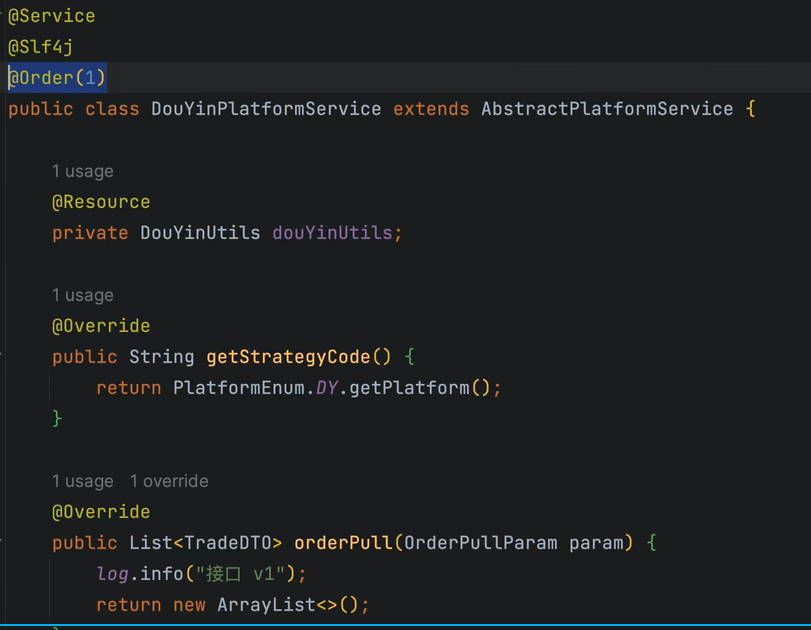 @Service
@Slf4j
@Order(1)
public class DouYinPlatformService extends AbstractPlatformService {
1 usage
@Resource
private DouYinUtils douYinUtils;
1 usage
@Override
public String getStrategyCode() {
return PlatformEnum.DY.getPlatform();
}
1 usage 1 override
@Override
public List<TradeDTO> orderPull(OrderPullParam param) {
log.info("接口 v1");
return new ArrayList<>();
}